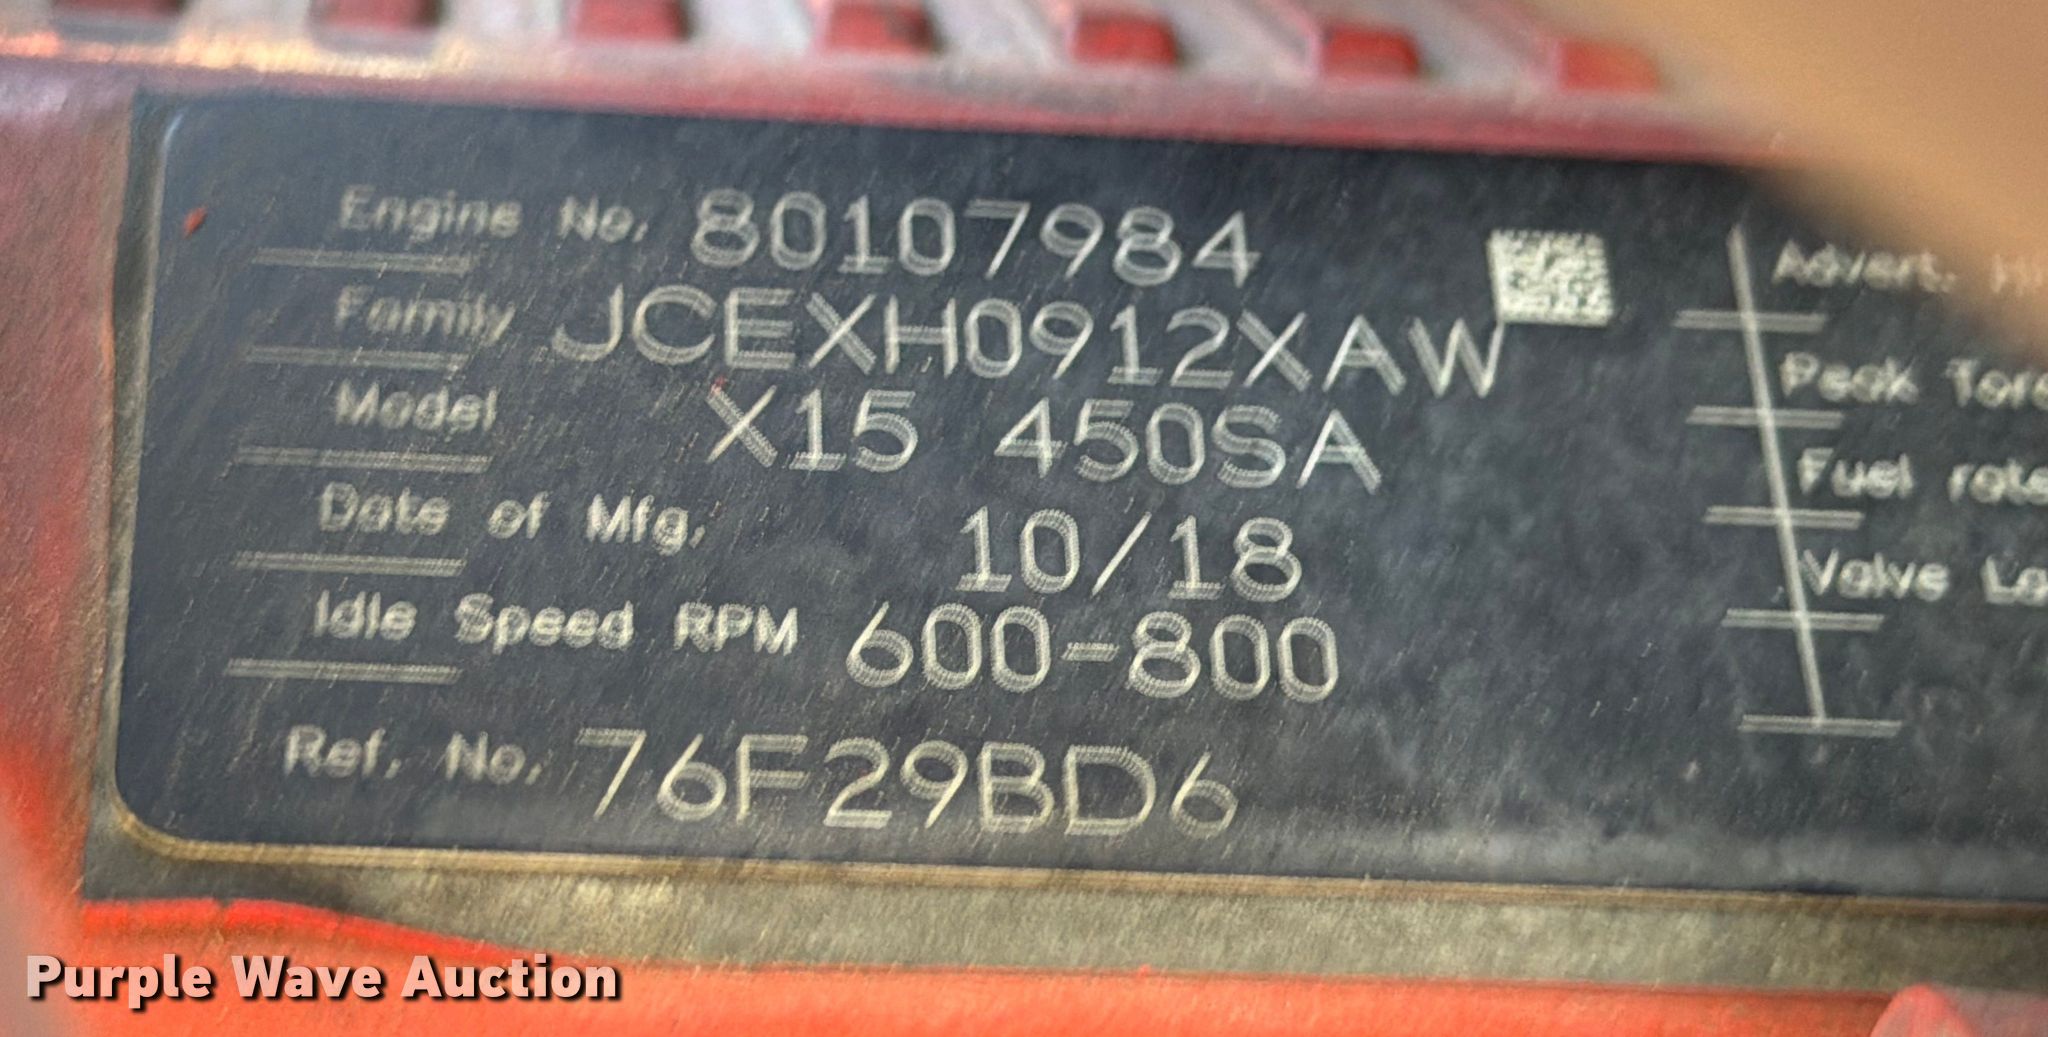 Engine No. 80107984
Family JCEXH0912XAW
Model X15 450SA
Date of Mfg. 10/18
Idle Speed RPM 600-800
Ref. No. 76F29BD6
Advert.
Peak
Fuel rate
Valve
Purple Wave Auction